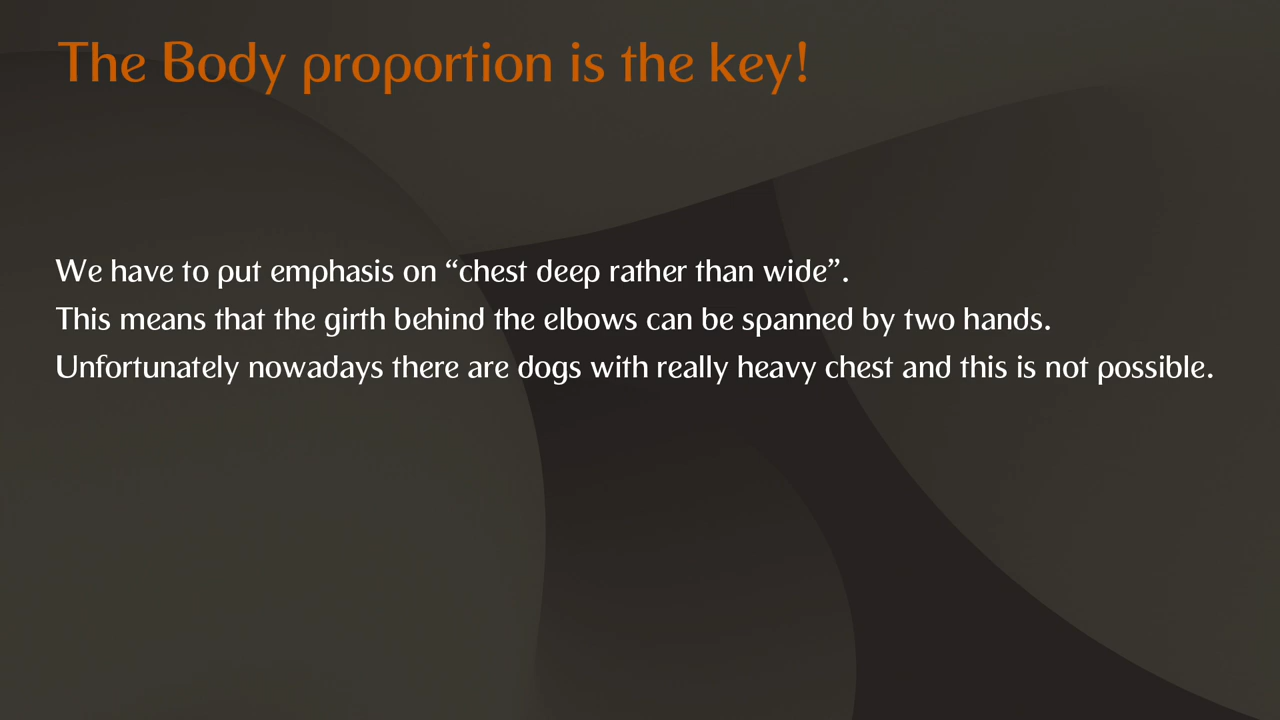 The Body proportion is the key!
We have to put emphasis on “chest deep rather than wide”.
This means that the girth behind the elbows can be spanned by two hands.
Unfortunately nowadays there are dogs with really heavy chest and this is not possible.